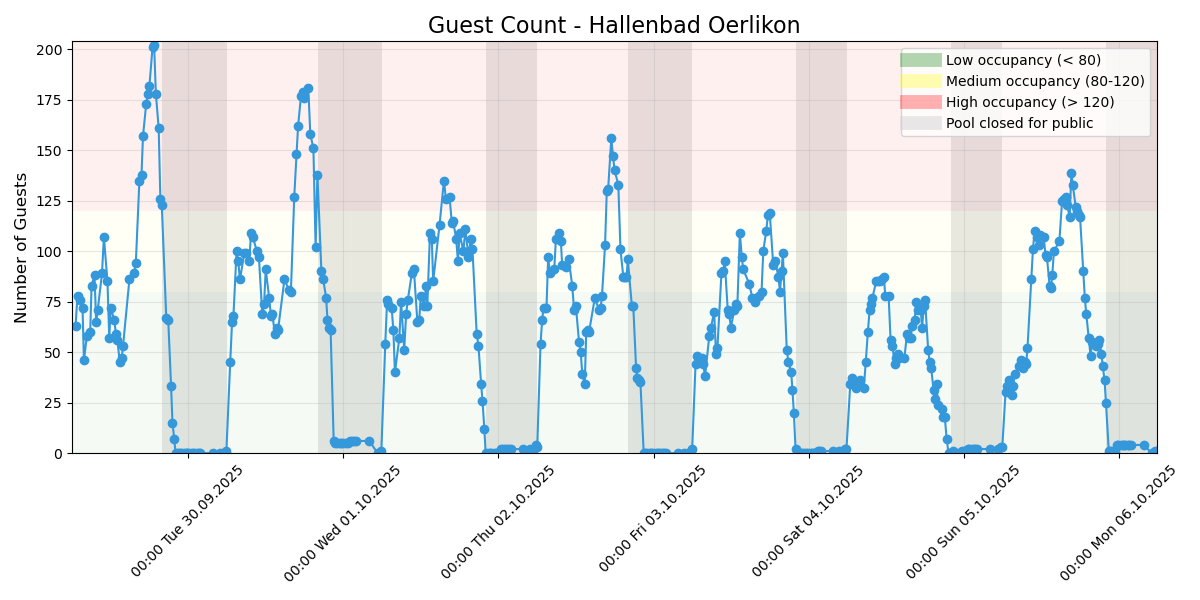 Guest Count - Hallenbad Oerlikon
Number of Guests
200
175
150
125
100
75
50
25
0
Low occupancy (< 80)
Medium occupancy (80-120)
High occupancy (> 120)
Pool closed for public
00:00 Tue 30.09.2025
00:00 Wed 01.10.2025
00:00 Thu 02.10.2025
00:00 Fri 03.10.2025
00:00 Sat 04.10.2025
00:00 Sun 05.10.2025
00:00 Mon 06.10.2025